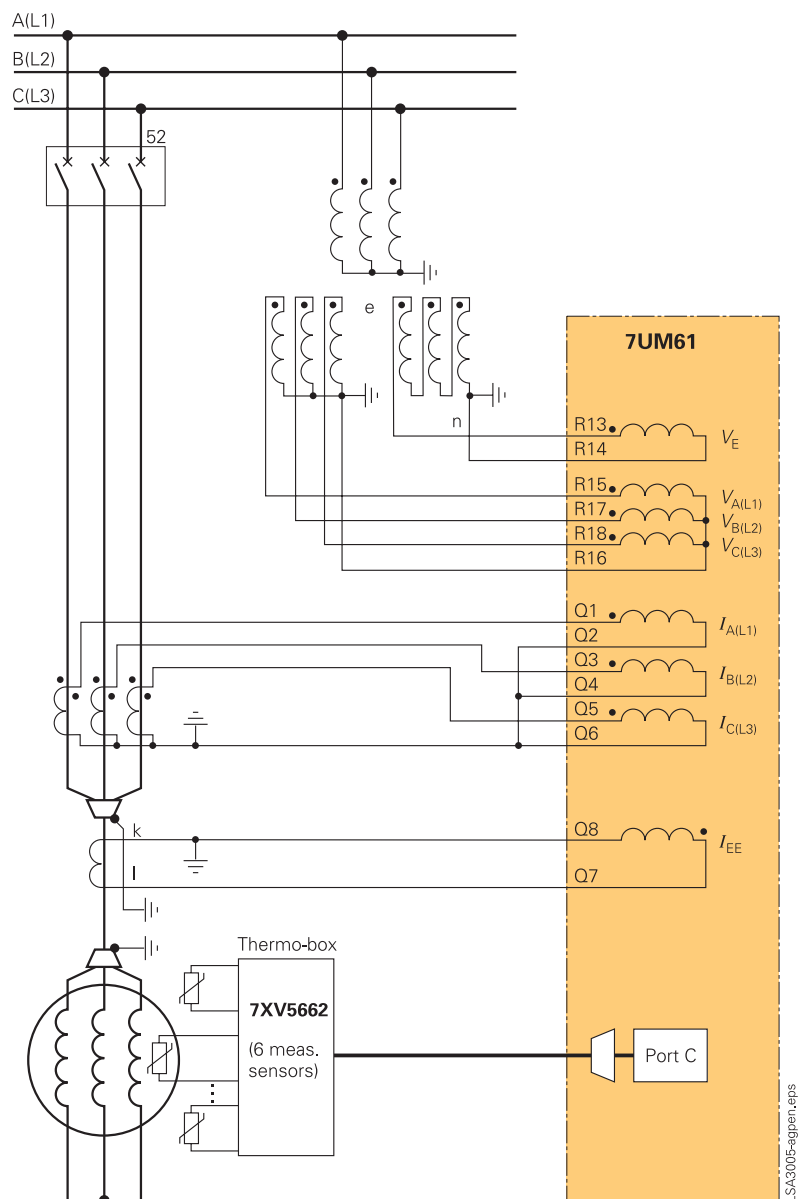 A(L1)
B(L2)
C(L3)
52
e
n
7UM61
R13
R14
V_E
R15
V_A(L1)
R17
V_B(L2)
R18
V_C(L3)
R16
Q1
I_A(L1)
Q2
Q3
I_B(L2)
Q4
Q5
I_C(L3)
Q6
k
Q8
I_EE
l
Q7
Thermo-box
7XV5662
(6 meas.
sensors)
Port C
SA3005-agpen.eps